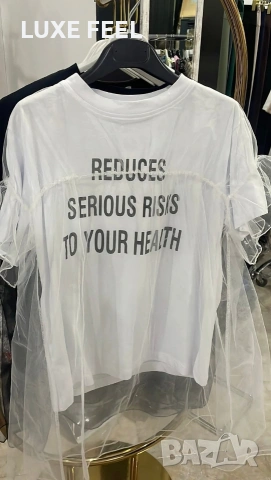 LUXE FEEL
REDUCES
SERIOUS RISKS
TO YOUR HEALTH
BAZAR